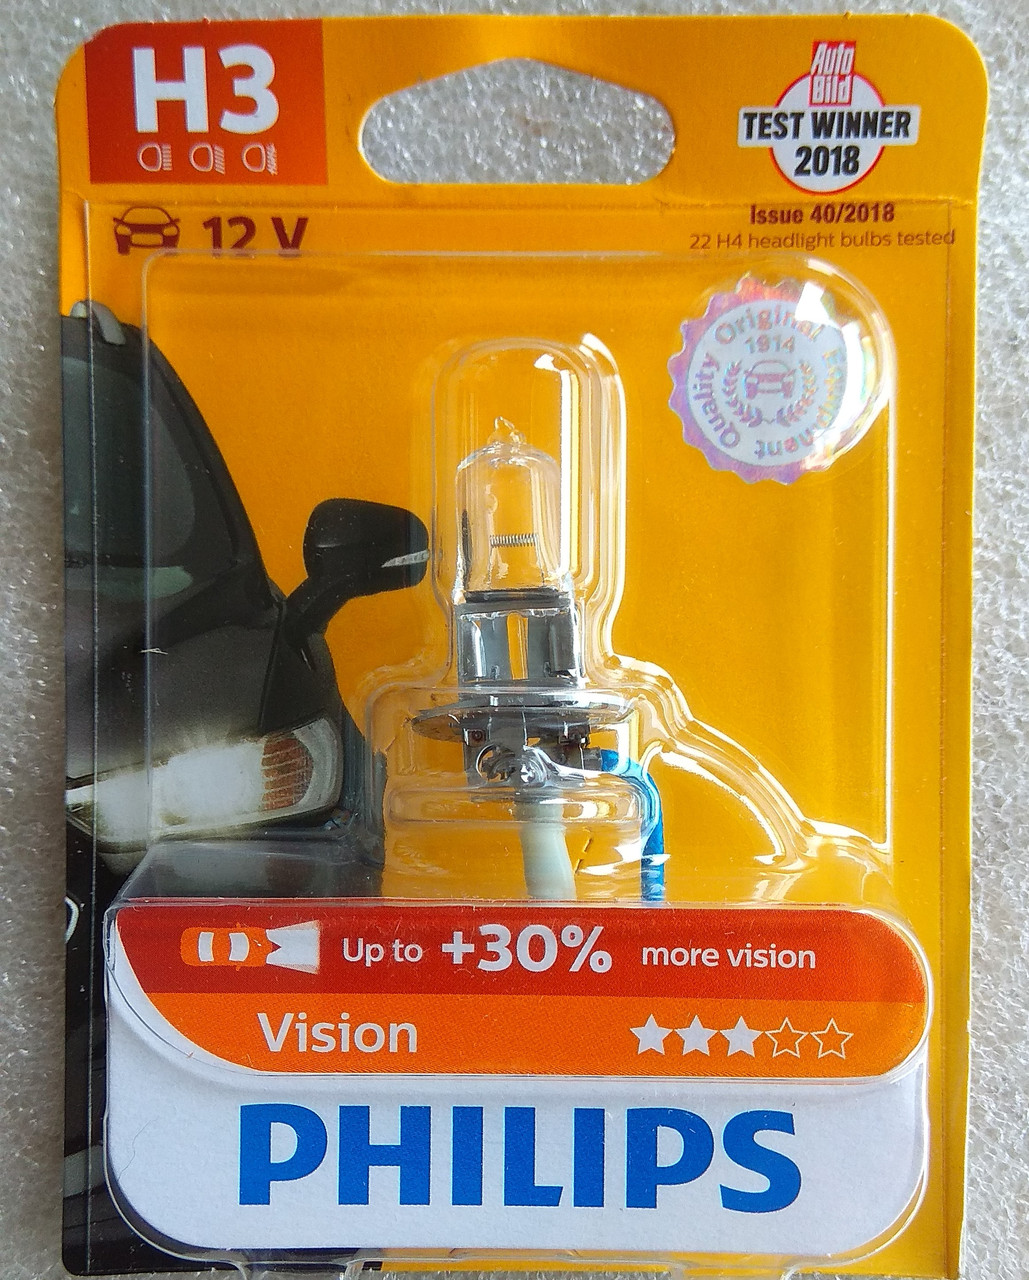 H3
Auto
Bild
TEST WINNER
2018
Issue 40/2018
22 H4 headlight bulbs tested
12 V
Original
1914
Quality
Up to +30% more vision
Vision
PHILIPS